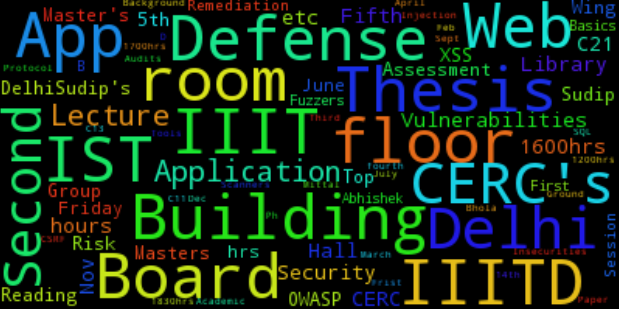 Background Remediation April Wing
Master's 5th etc Fifth Injection Web Basics
App Defense Peb Sept XSS C21
1700hrs D Audits Assessment Library
Protocol B room June Thesis
DelhiSudip's Fuzzers Sudip
Lecture IIIT Third Vulnerabilities
C13 Tools floor SQL
Second IST 1600hrs
Application Top fourth July 1200hrs
Group Scanners Mittal CERC's First Ground
Friday C11 Dec Abhishek
hours Building Ph Bhola Delhi
CSRF Risk Masters hrs Hall March insecurities Session
Nov Board Security Prist 14th IIITD
Reading 1830hrs Academic OWASP CERC Paper